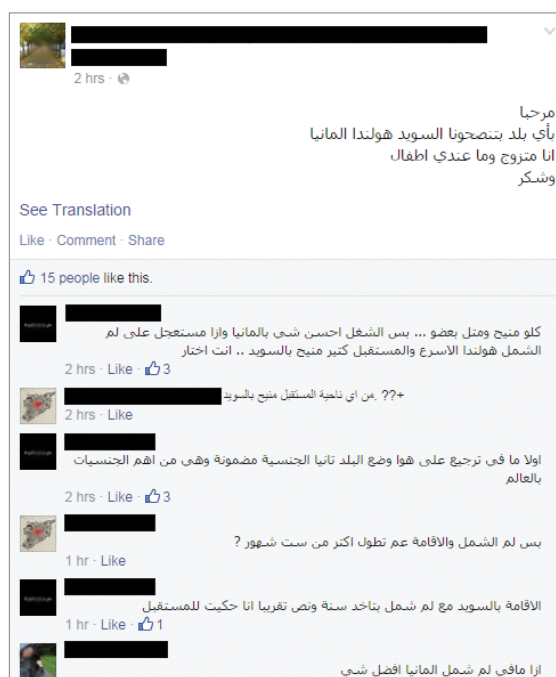 2 hrs ·
مرحبا
بأي بلد بتنصحونا السويد هولندا المانيا
انا متزوج وما عندي اطفال
وشكر
See Translation
Like · Comment · Share
15 people like this.
كلو منيح ومتل بعضو ... بس الشغل احسن شي بالمانيا وازا مستعجل على لم
الشمل هولندا الاسرع والمستقبل كتير منيح بالسويد .. انت اختار
2 hrs · Like · 3
من اي ناحية المستقبل منيح بالسويد. ??+
2 hrs · Like
اولا ما في ترجيع على هوا وضع البلد تانيا الجنسية مضمونة وهي من اهم الجنسيات
بالعالم
2 hrs · Like · 3
بس لم الشمل والاقامة عم تطول اكتر من ست شهور ?
1 hr · Like
الاقامة بالسويد مع لم شمل بتاخد سنة ونص تقريبا انا حكيت للمستقبل
1 hr · Like · 1
ازا مافي لم شمل المانيا افضل شي